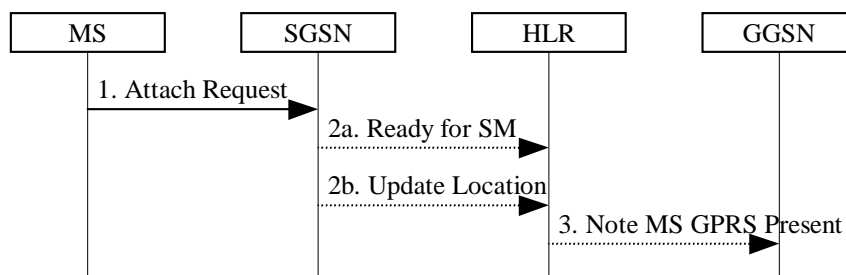 MS
SGSN
HLR
GGSN
1. Attach Request
2a. Ready for SM
2b. Update Location
3. Note MS GPRS Present